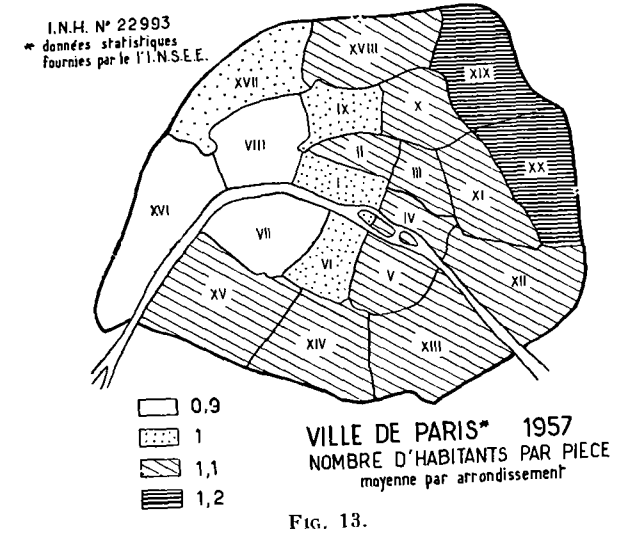 I.N.H. N° 22993
* données statistiques
fournies par le l'I.N.S.E.E.
XVIII
XIX
XVII
IX
X
VIII
II
III
XI
XX
I
XVI
IV
VII
VI
V
XII
XV
XIV
XIII
0,9
1
1,1
1,2
VILLE DE PARIS* 1957
NOMBRE D'HABITANTS PAR PIECE
moyenne par arrondissement
FIG. 13.